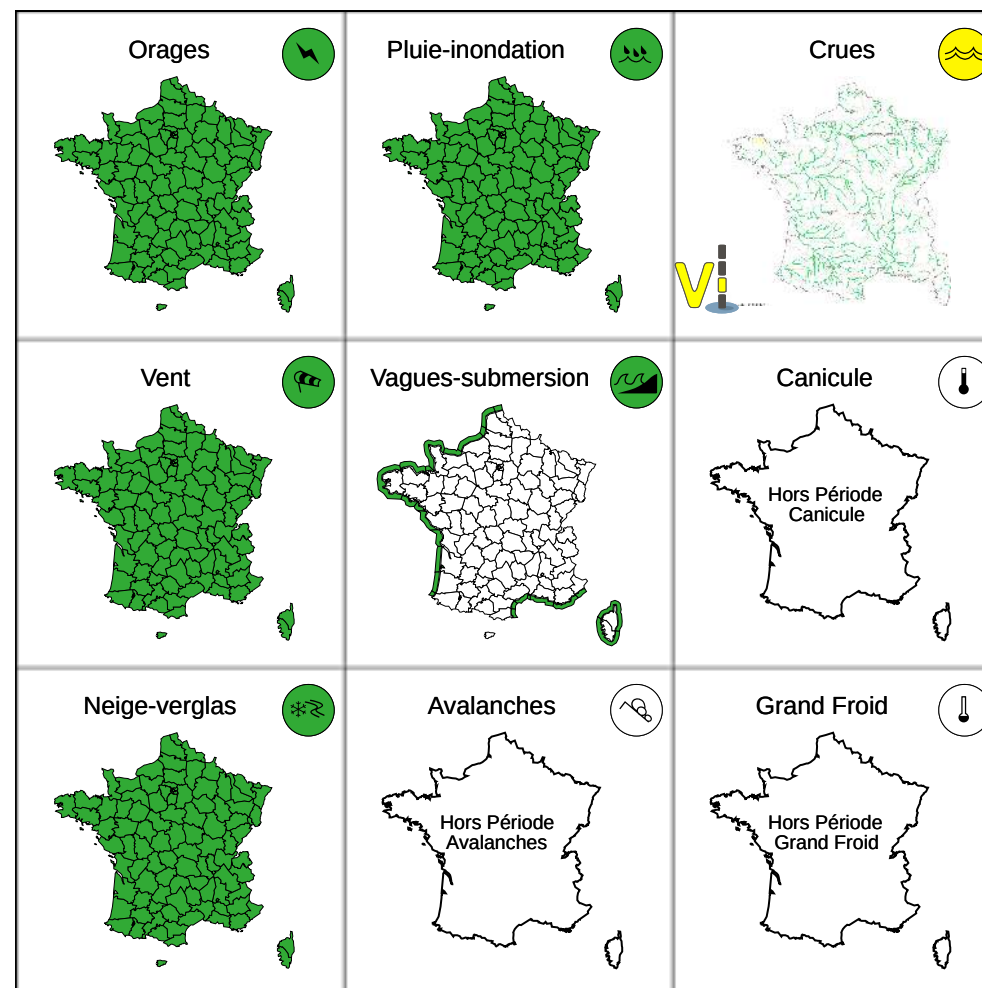 Orages
Pluie-inondation
Crues
Vi
Vent
Vagues-submersion
Canicule
Hors Période
Canicule
Neige-verglas
Avalanches
Grand Froid
Hors Période
Avalanches
Hors Période
Grand Froid